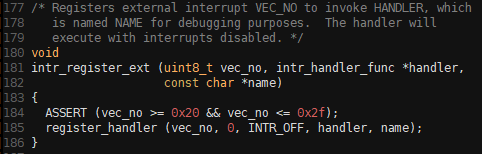 177 /* Registers external interrupt VEC_NO to invoke HANDLER, which
178    is named NAME for debugging purposes.  The handler will
179    execute with interrupts disabled. */
180 void
181 intr_register_ext (uint8_t vec_no, intr_handler_func *handler,
182                    const char *name)
183 {
184   ASSERT (vec_no >= 0x20 && vec_no <= 0x2f);
185   register_handler (vec_no, 0, INTR_OFF, handler, name);
186 }